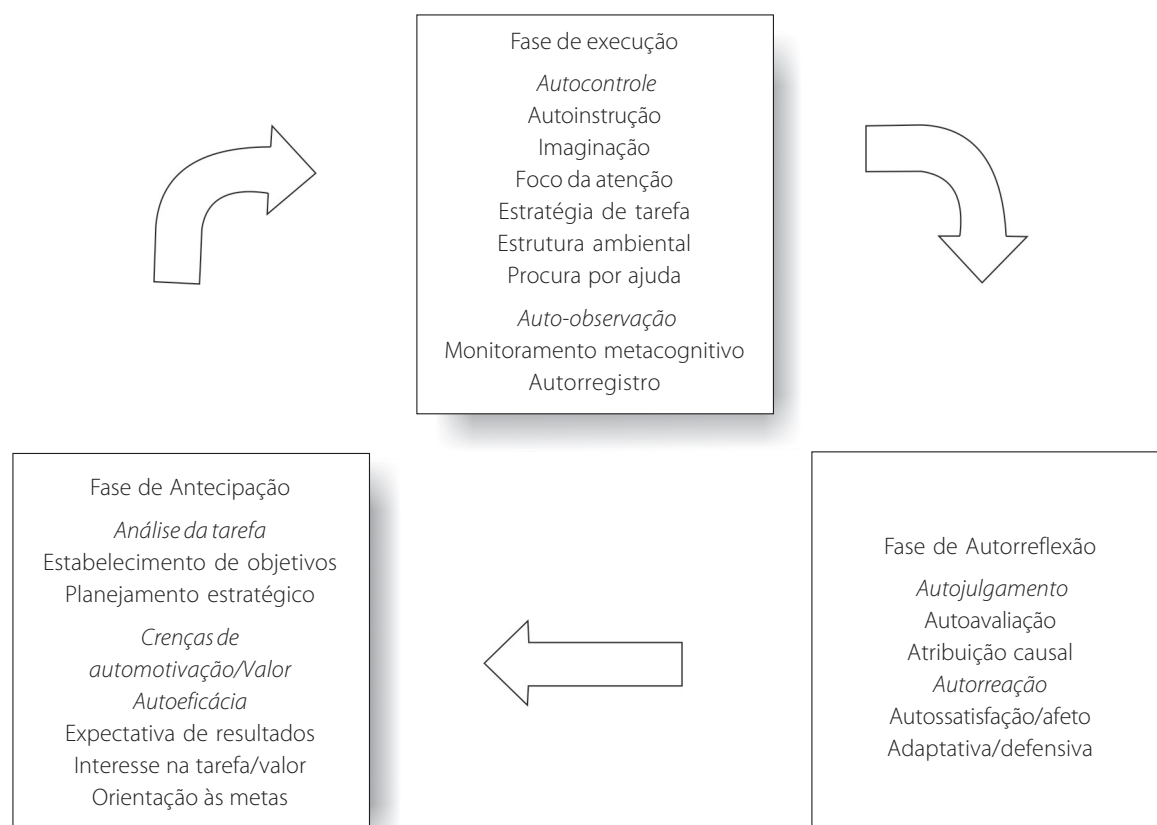 Fase de execução
Autocontrole
Autoinstrução
Imaginação
Foco da atenção
Estratégia de tarefa
Estrutura ambiental
Procura por ajuda
Auto-observação
Monitoramento metacognitivo
Autorregistro
Fase de Antecipação
Análise da tarefa
Estabelecimento de objetivos
Planejamento estratégico
Crenças de
automotivação/Valor
Autoeficácia
Expectativa de resultados
Interesse na tarefa/valor
Orientação às metas
Fase de Autorreflexão
Autojulgamento
Autoavaliação
Atribuição causal
Autorreação
Autossatisfação/afeto
Adaptativa/defensiva